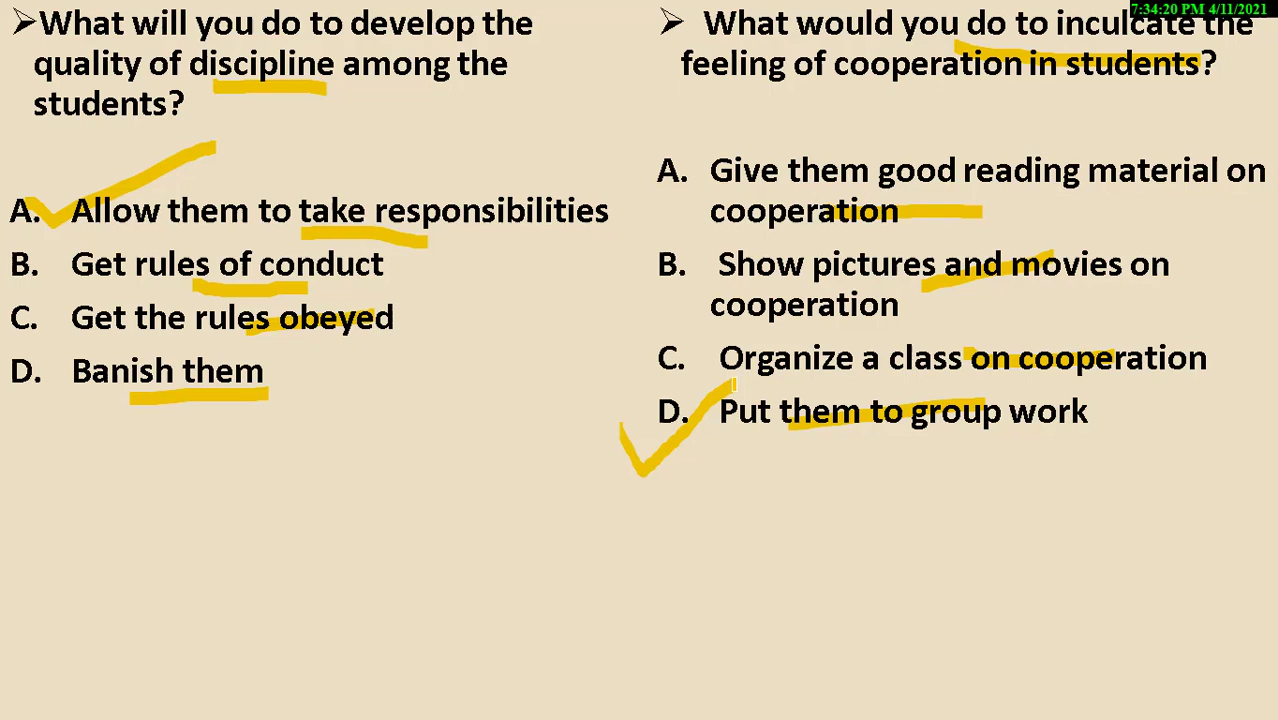 7:34:20 PM 4/11/2021
➢What will you do to develop the
quality of discipline among the
students?
A. Allow them to take responsibilities
B. Get rules of conduct
C. Get the rules obeyed
D. Banish them
➢ What would you do to inculcate the
feeling of cooperation in students?
A. Give them good reading material on
cooperation
B. Show pictures and movies on
cooperation
C. Organize a class on cooperation
D. Put them to group work